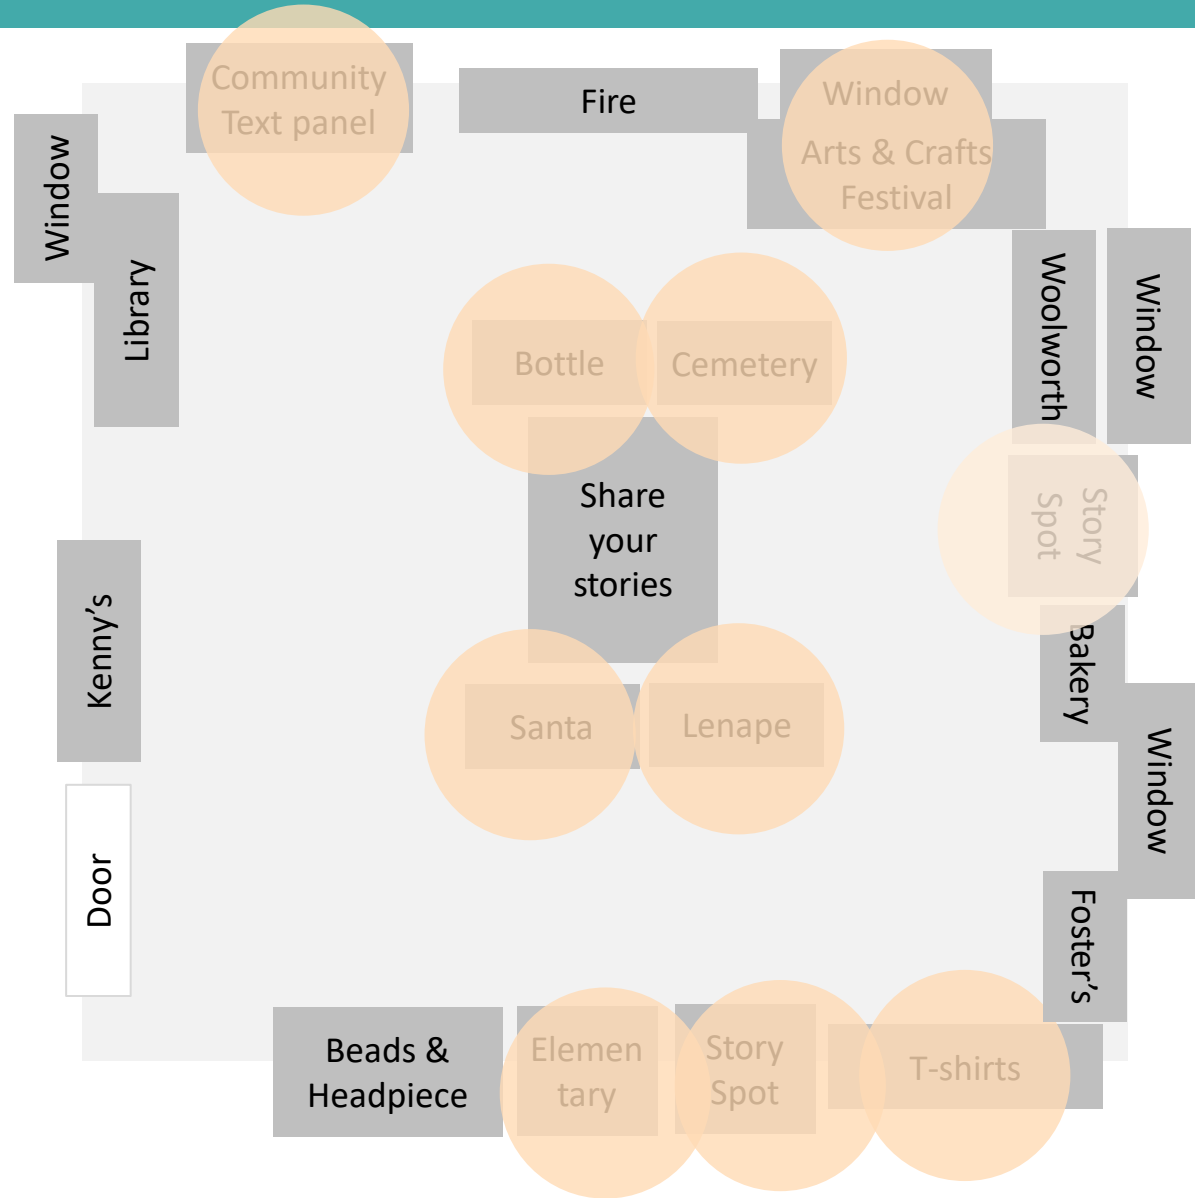 Community
Text panel
Fire
Window
Arts & Crafts
Festival
Window
Library
Woolworth
Window
Bottle
Cemetery
Share
your
stories
Story
Spot
Kenny's
Bakery
Santa
Lenape
Window
Door
Foster's
Beads &
Headpiece
Elemen
tary
Story
Spot
T-shirts